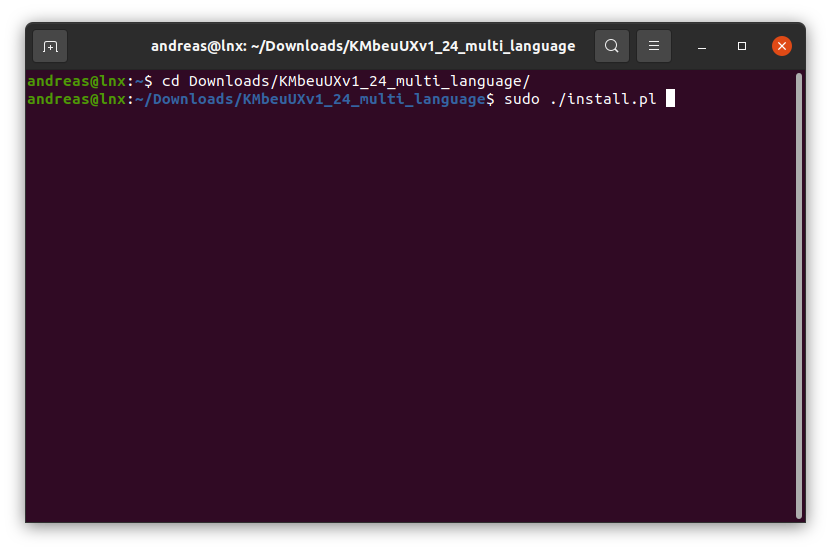 andreas@lnx: ~/Downloads/KMbeuUXv1_24_multi_language
andreas@lnx:~$ cd Downloads/KMbeuUXv1_24_multi_language/
andreas@lnx:~/Downloads/KMbeuUXv1_24_multi_language$ sudo ./install.pl